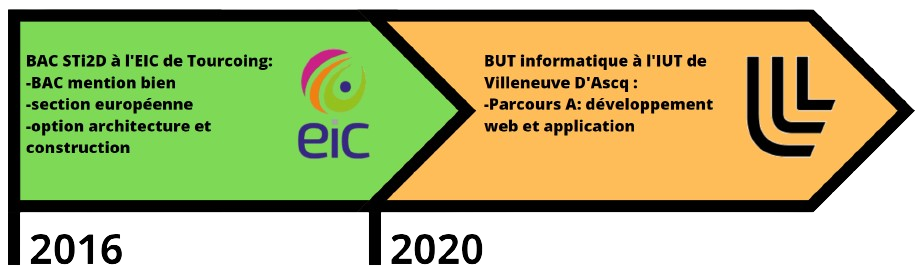 BAC STi2D à l'EIC de Tourcoing:
-BAC mention bien
-section européenne
-option architecture et
construction
eic
BUT informatique à l'IUT de
Villeneuve D'Ascq :
-Parcours A: développement
web et application
2016
2020